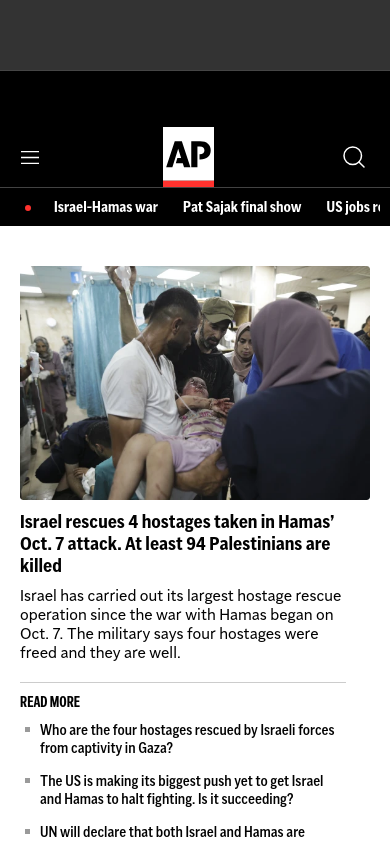 AP
Israel-Hamas war Pat Sajak final show US jobs
Israel rescues 4 hostages taken in Hamas’
Oct. 7 attack. At least 94 Palestinians are
killed
Israel has carried out its largest hostage rescue
operation since the war with Hamas began on
Oct. 7. The military says four hostages were
freed and they are well.
READ MORE
Who are the four hostages rescued by Israeli forces
from captivity in Gaza?
The US is making its biggest push yet to get Israel
and Hamas to halt fighting. Is it succeeding?
UN will declare that both Israel and Hamas are